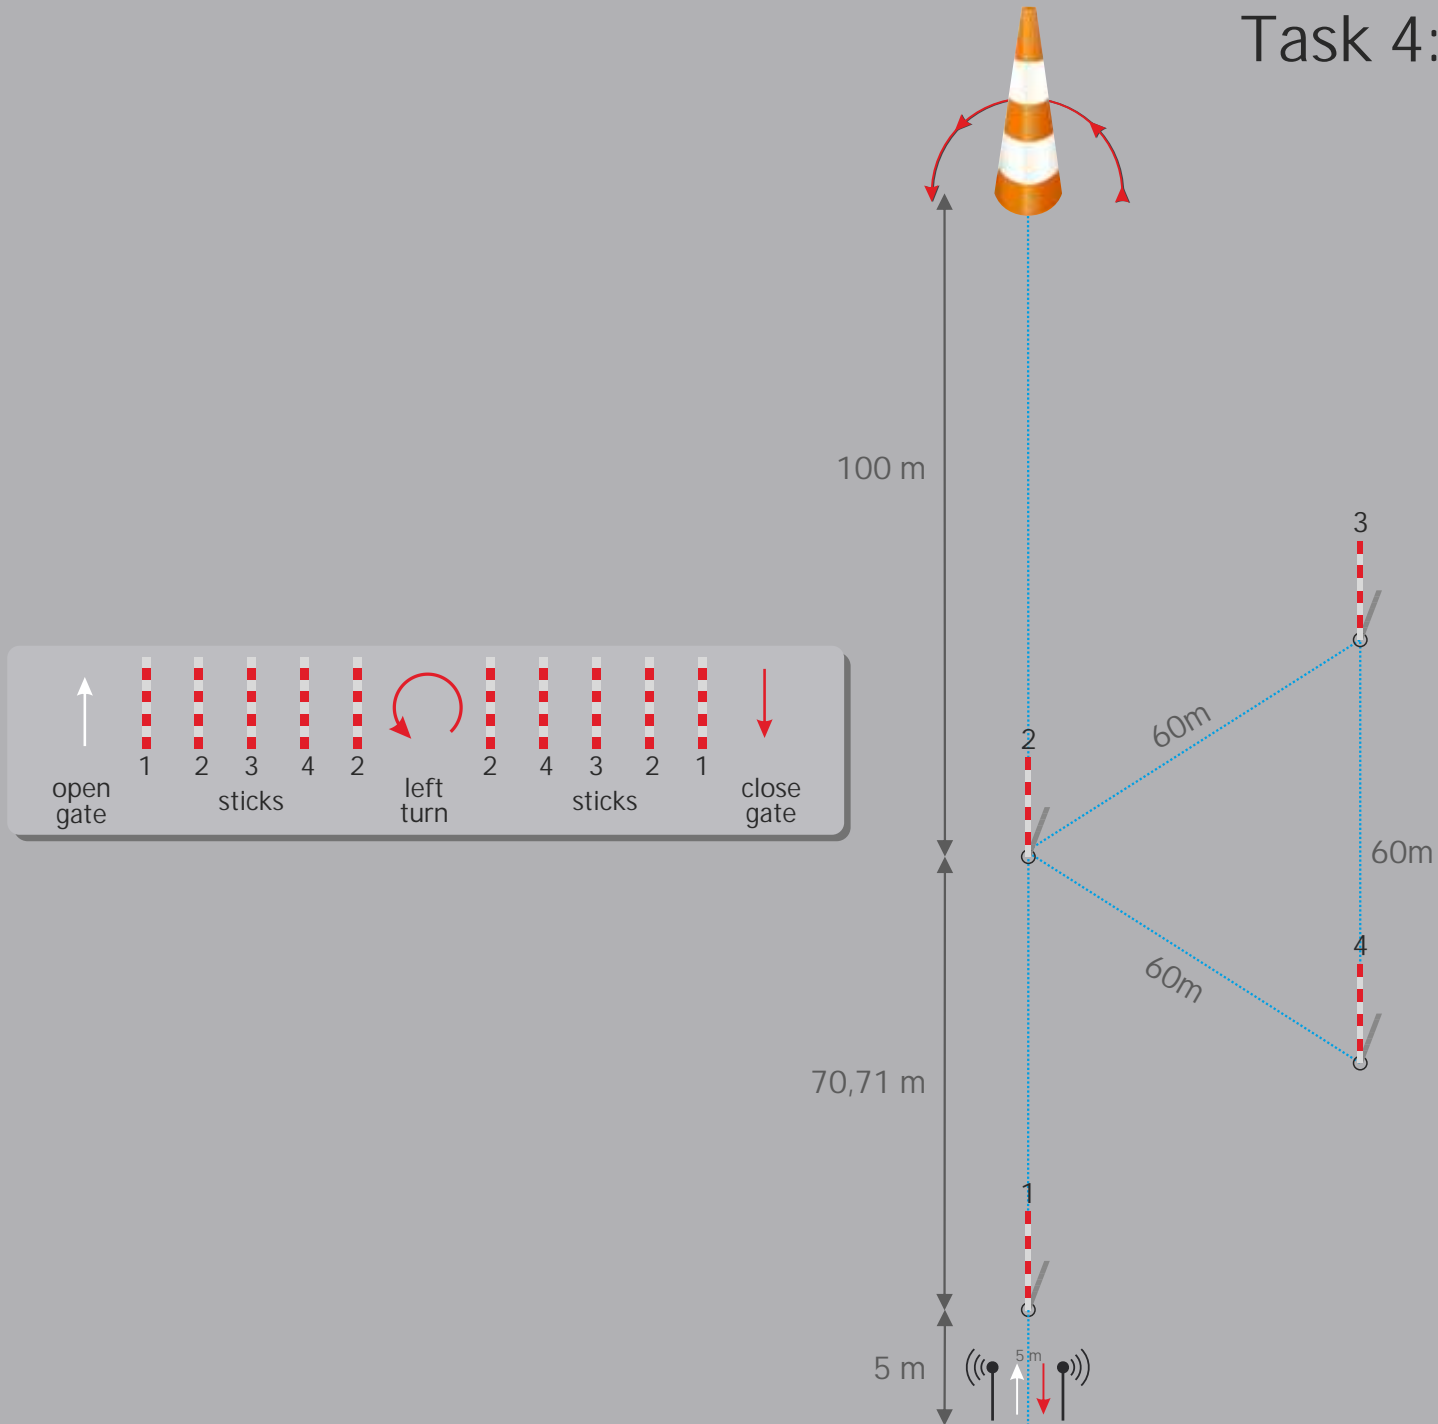 Task 4:
100 m
3
60m
2
1 2 3 4 2 2 4 3 2 1
open
gate
sticks
left
turn
sticks
close
gate
60m
4
60m
70,71 m
1
5 m
5 m